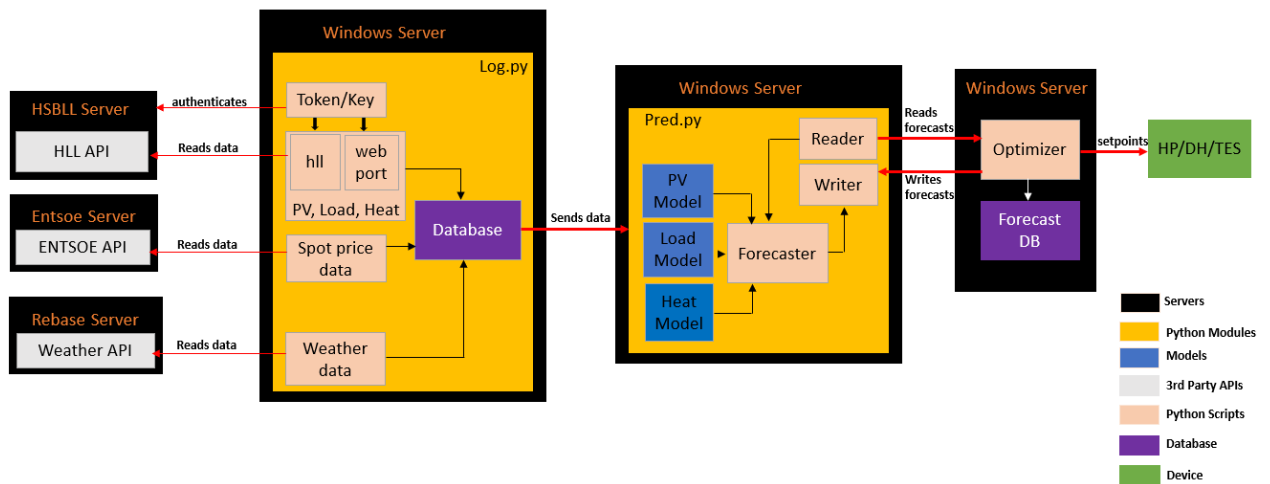 Windows Server
Log.py
HSBLL Server
HLL API
authenticates
Reads data
Token/Key
hll
web
port
PV, Load, Heat
Entsoe Server
ENTSOE API
Reads data
Spot price
data
Rebase Server
Weather API
Reads data
Weather
data
Database
Sends data
Windows Server
Pred.py
PV
Model
Load
Model
Heat
Model
Forecaster
Reader
Writer
Reads
forecasts
Writes
forecasts
Windows Server
Optimizer
Forecast
DB
setpoints
HP/DH/TES
Servers
Python Modules
Models
3rd Party APIs
Python Scripts
Database
Device